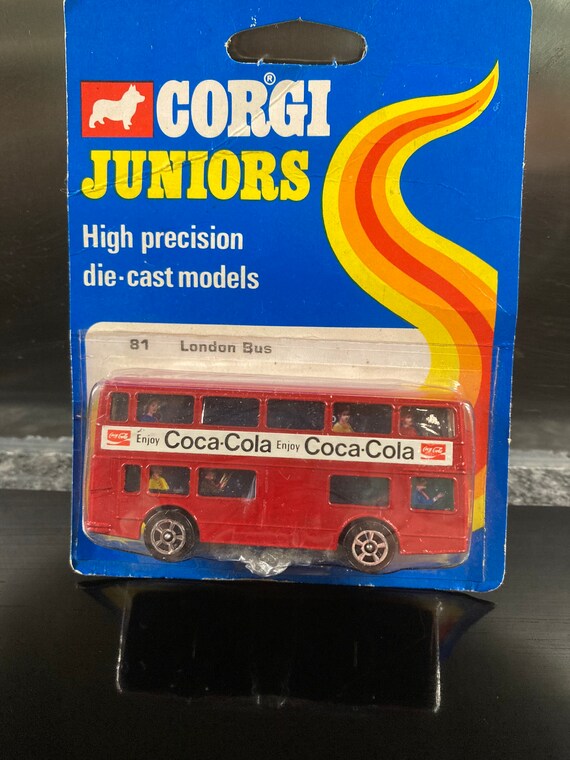 CORGI®
JUNIORS
High precision
die-cast models
81 London Bus
Enjoy Coca-Cola Enjoy Coca-Cola